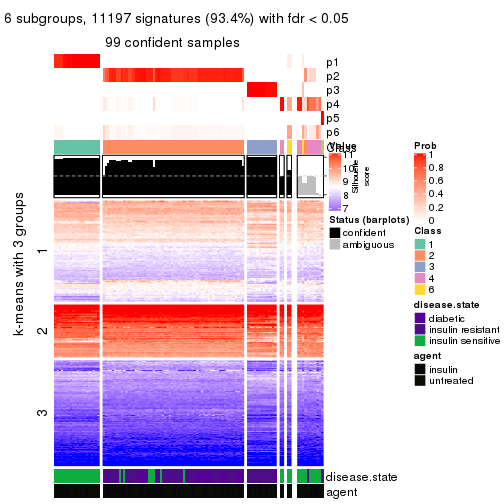 6 subgroups, 11197 signatures (93.4%) with fdr < 0.05
99 confident samples
p1
p2
p3
p4
p5
p6
Class
Silhouette
score
k-means with 3 groups
1
2
3
disease.state
agent
Value
11
10
9
8
7
Status (barplots)
confident
ambiguous
Prob
1
0.8
0.6
0.4
0.2
0
Class
1
2
3
4
6
disease.state
diabetic
insulin resistant
insulin sensitive
agent
insulin
untreated